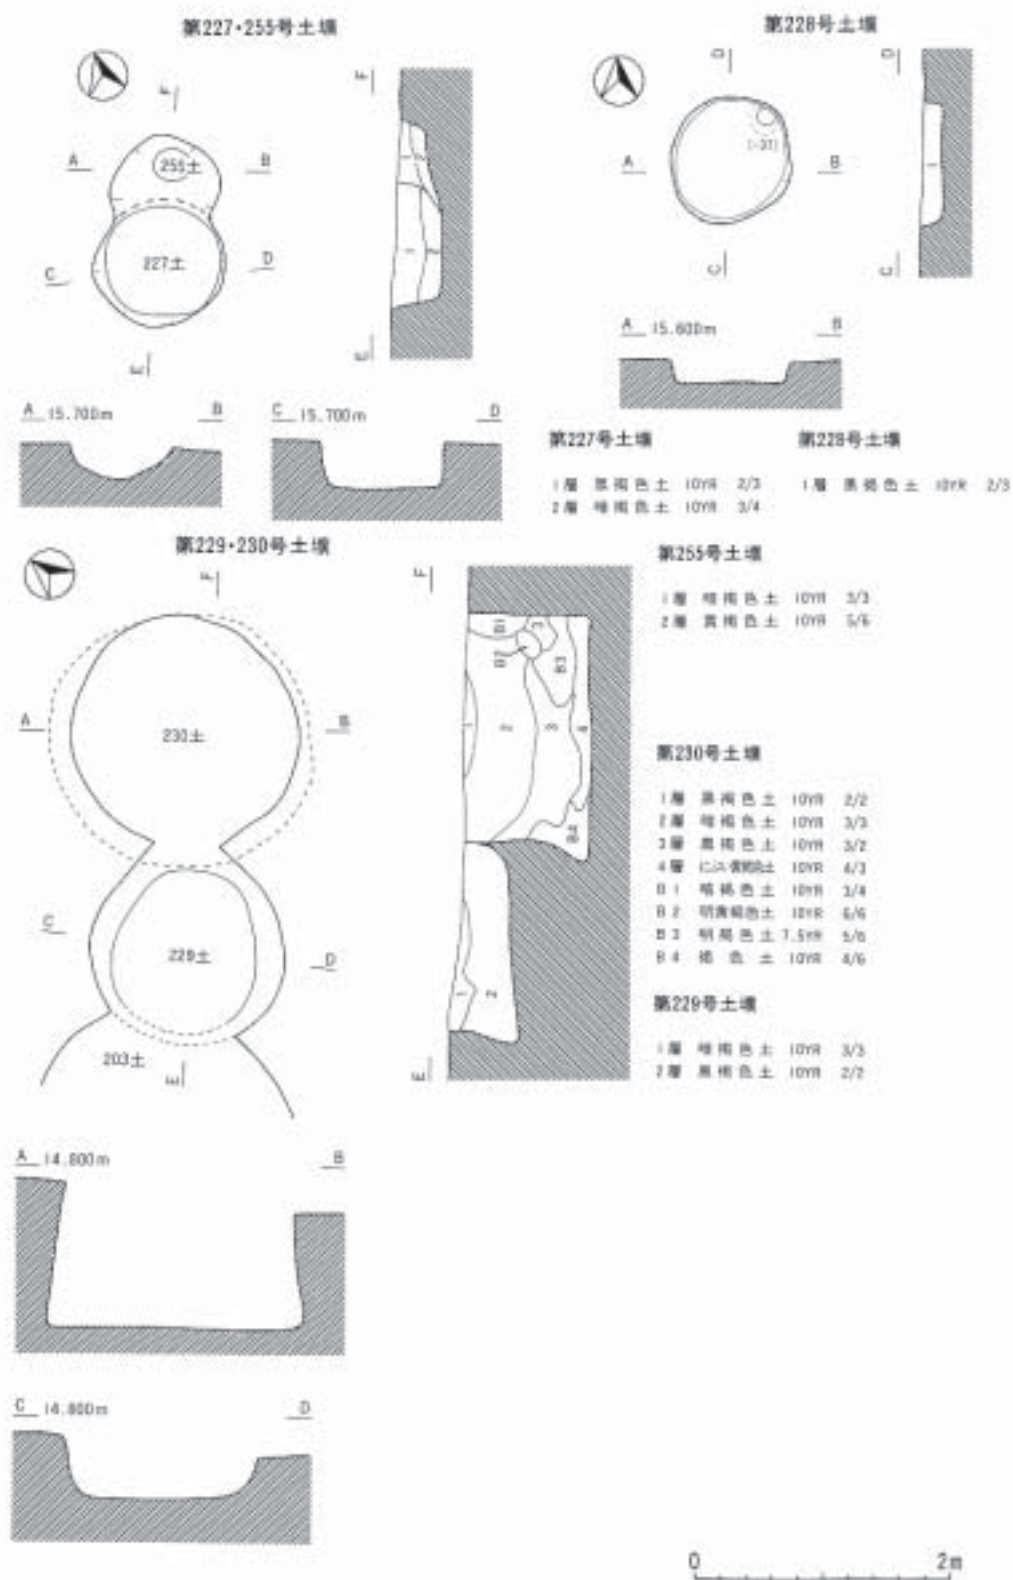 第227・255号土壙
第228号土壙
F
F
A
255土
B
C
227土
D
E
E
D
D
(-31)
A
B
C
C
A 15.600m B
A 15.700m B
C 15.700m D
第227号土壙
1層 黒褐色土 10YR 2/3
2層 暗褐色土 10YR 3/4
第228号土壙
1層 黒褐色土 10YR 2/3
第229・230号土壙
F
F
A
230土
B
C
229土
D
203土
E
E
1
2
3
4
B1
B2
B3
B4
1
2
第255号土壙
1層 暗褐色土 10YR 3/3
2層 黄褐色土 10YR 5/6
第230号土壙
1層 黒褐色土 10YR 2/2
2層 暗褐色土 10YR 3/3
3層 黒褐色土 10YR 3/2
4層 にぶい黄褐色土 10YR 4/3
B1 暗褐色土 10YR 3/4
B2 明黄褐色土 10YR 6/6
B3 明褐色土 7.5YR 5/6
B4 褐色土 10YR 4/6
第229号土壙
1層 暗褐色土 10YR 3/3
2層 黒褐色土 10YR 2/2
A 14.800m B
C 14.800m D
0 2m